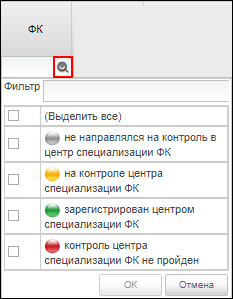 ФК
Фильтр
(Выделить все)
не направлялся на контроль в
центр специализации ФК
на контроле центра
специализации ФК
зарегистрирован центром
специализации ФК
контроль центра
специализации ФК не пройден
ОК
Отмена